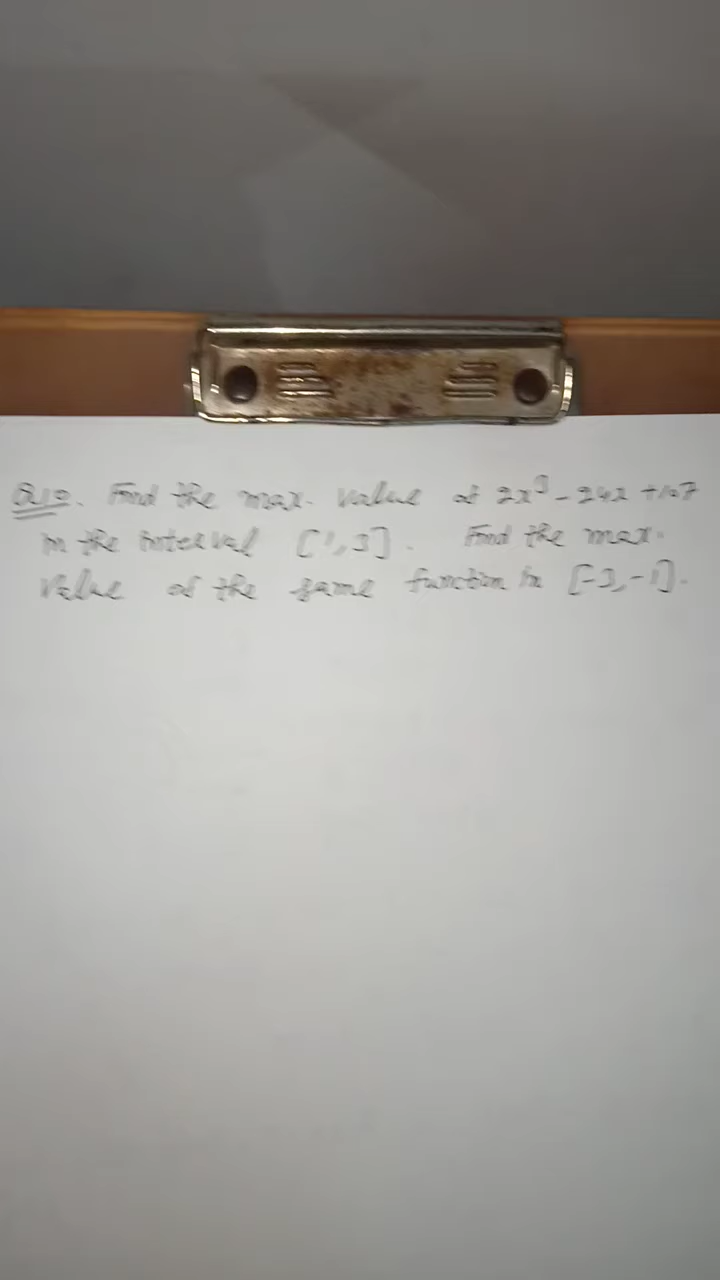 Q.10. Find the max. value of 2x³ - 24x + 107
in the interval [1, 3]. Find the max.
value of the same function in [-3, -1].